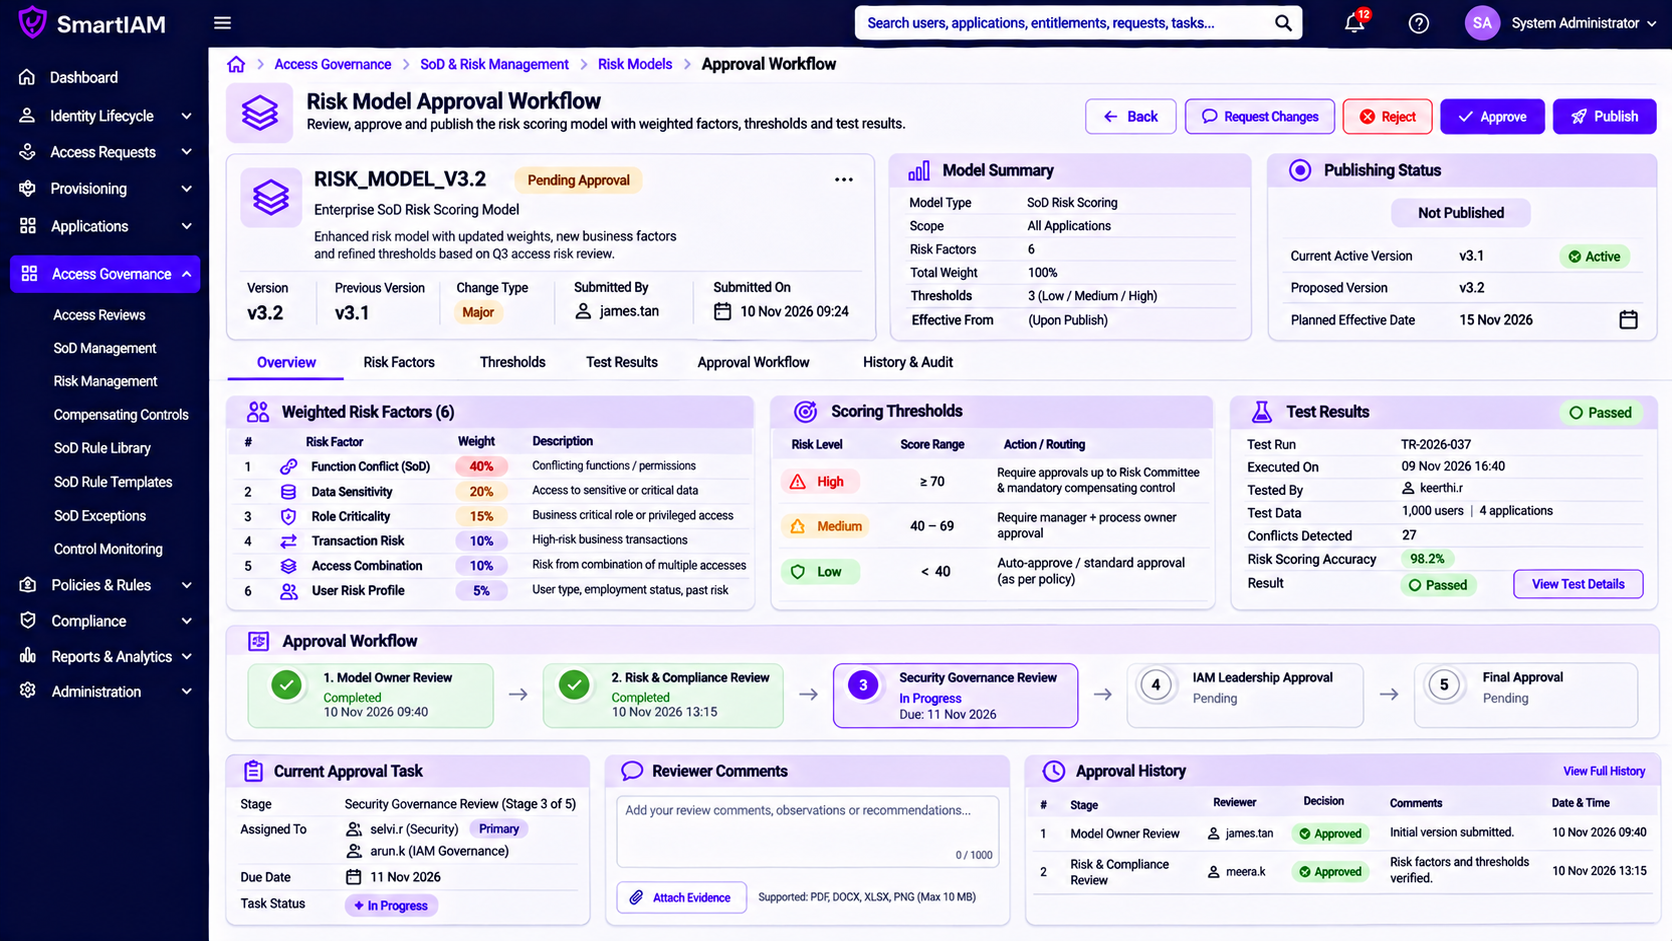 SmartIAM
Search users, applications, entitlements, requests, tasks...
12
SA
System Administrator
Dashboard
Identity Lifecycle
Access Requests
Provisioning
Applications
Access Governance
Access Reviews
SoD Management
Risk Management
Compensating Controls
SoD Rule Library
SoD Rule Templates
SoD Exceptions
Control Monitoring
Policies & Rules
Compliance
Reports & Analytics
Administration
Access Governance > SoD & Risk Management > Risk Models > Approval Workflow
Risk Model Approval Workflow
Review, approve and publish the risk scoring model with weighted factors, thresholds and test results.
Back
Request Changes
Reject
Approve
Publish
RISK_MODEL_V3.2
Pending Approval
Enterprise SoD Risk Scoring Model
Enhanced risk model with updated weights, new business factors
and refined thresholds based on Q3 access risk review.
Version
v3.2
Previous Version
v3.1
Change Type
Major
Submitted By
james.tan
Submitted On
10 Nov 2026 09:24
Model Summary
Model Type SoD Risk Scoring
Scope All Applications
Risk Factors 6
Total Weight 100%
Thresholds 3 (Low / Medium / High)
Effective From (Upon Publish)
Publishing Status
Not Published
Current Active Version v3.1 Active
Proposed Version v3.2
Planned Effective Date 15 Nov 2026
Overview
Risk Factors
Thresholds
Test Results
Approval Workflow
History & Audit
Weighted Risk Factors (6)
# Risk Factor Weight Description
1 Function Conflict (SoD) 40% Conflicting functions / permissions
2 Data Sensitivity 20% Access to sensitive or critical data
3 Role Criticality 15% Business critical role or privileged access
4 Transaction Risk 10% High-risk business transactions
5 Access Combination 10% Risk from combination of multiple accesses
6 User Risk Profile 5% User type, employment status, past risk
Scoring Thresholds
Risk Level Score Range Action / Routing
High ≥ 70 Require approvals up to Risk Committee
& mandatory compensating control
Medium 40 – 69 Require manager + process owner
approval
Low < 40 Auto-approve / standard approval
(as per policy)
Test Results
Passed
Test Run TR-2026-037
Executed On 09 Nov 2026 16:40
Tested By keerthi.r
Test Data 1,000 users | 4 applications
Conflicts Detected 27
Risk Scoring Accuracy 98.2%
Result Passed
View Test Details
Approval Workflow
1. Model Owner Review
Completed
10 Nov 2026 09:40
2. Risk & Compliance Review
Completed
10 Nov 2026 13:15
3
Security Governance Review
In Progress
Due: 11 Nov 2026
4
IAM Leadership Approval
Pending
5
Final Approval
Pending
Current Approval Task
Stage Security Governance Review (Stage 3 of 5)
Assigned To selvi.r (Security) Primary
arun.k (IAM Governance)
Due Date 11 Nov 2026
Task Status In Progress
Reviewer Comments
Add your review comments, observations or recommendations...
0 / 1000
Attach Evidence
Supported: PDF, DOCX, XLSX, PNG (Max 10 MB)
Approval History
View Full History
# Stage Reviewer Decision Comments Date & Time
1 Model Owner Review james.tan Approved Initial version submitted. 10 Nov 2026 09:40
2 Risk & Compliance
Review meera.k Approved Risk factors and thresholds
verified. 10 Nov 2026 13:15